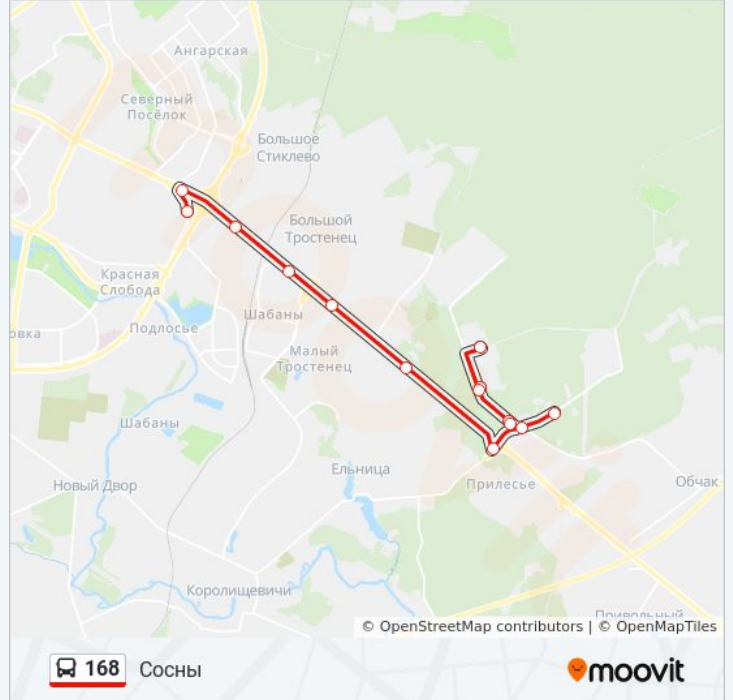 Ангарская
Северный
Посёлок
Большое
Стиклево
Большой
Тростенец
Красная
Слобода
Шабаны
овка
Подлосье
Малый
Тростенец
Шабаны
Ельница
Новый Двор
Прилесье
Обчак
Королищевичи
Привольный
© OpenStreetMap contributors | © OpenMapTiles
168 Сосны
moovit